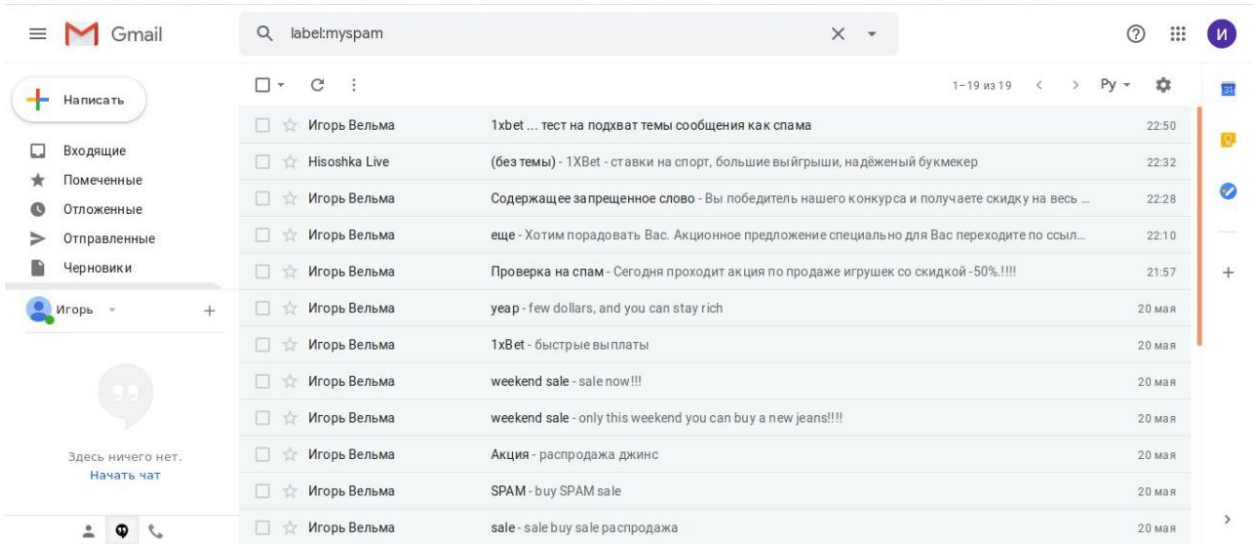 Gmail
label:myspam
И
Написать
1–19 из 19
Ру
31
Входящие
Помеченные
Отложенные
Отправленные
Черновики
Игорь
Здесь ничего нет.
Начать чат
Игорь Вельма 1xbet ... тест на подхват темы сообщения как спама 22:50
Hisoshka Live (без темы) - 1XBet - ставки на спорт, большие выйгрыши, надёженый букмекер 22:32
Игорь Вельма Содержащее запрещенное слово - Вы победитель нашего конкурса и получаете скидку на весь ... 22:28
Игорь Вельма еще - Хотим порадовать Вас. Акционное предложение специально для Вас переходите по ссыл... 22:10
Игорь Вельма Проверка на спам - Сегодня проходит акция по продаже игрушек со скидкой -50%.!!!! 21:57
Игорь Вельма yeap - few dollars, and you can stay rich 20 мая
Игорь Вельма 1xBet - быстрые выплаты 20 мая
Игорь Вельма weekend sale - sale now!!! 20 мая
Игорь Вельма weekend sale - only this weekend you can buy a new jeans!!!! 20 мая
Игорь Вельма Акция - распродажа джинс 20 мая
Игорь Вельма SPAM - buy SPAM sale 20 мая
Игорь Вельма sale - sale buy sale распродажа 20 мая